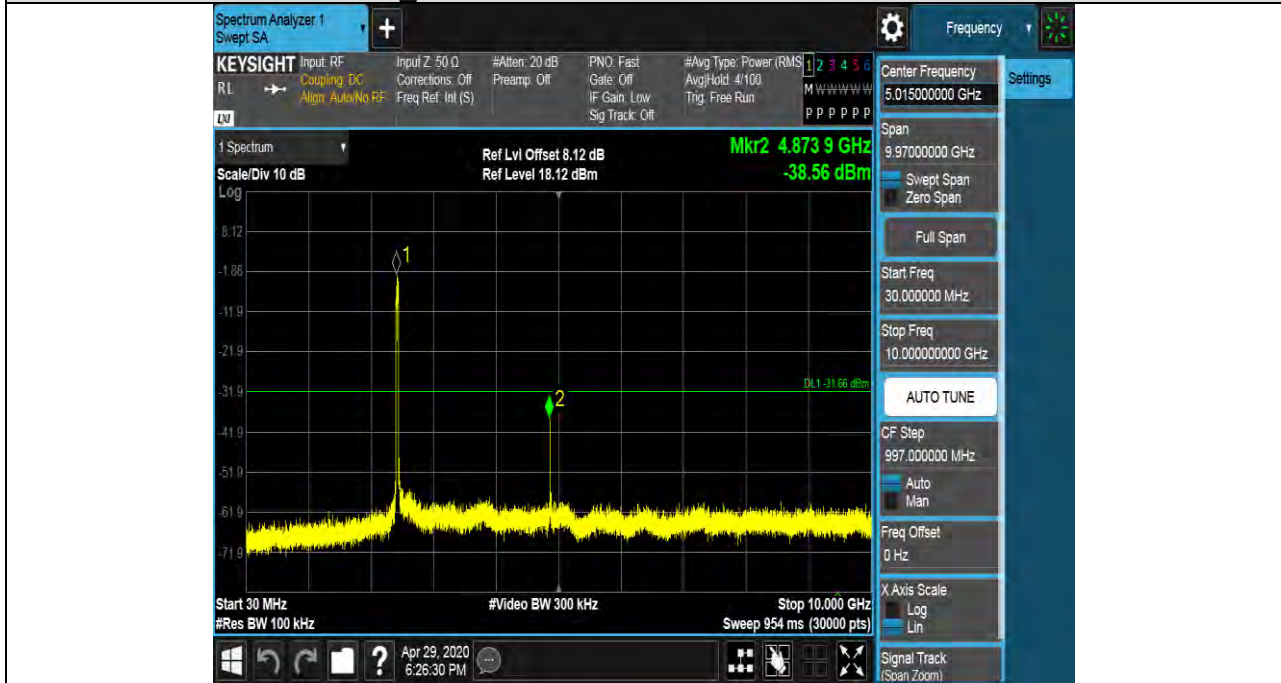 Spectrum Analyzer 1
Swept SA
+
Frequency
KEYSIGHT
RL
LXI
Input: RF
Coupling: DC
Align: Auto/No RF
Input Z: 50 Ω
Corrections: Off
Freq Ref: Int (S)
#Atten: 20 dB
Preamp: Off
PNO: Fast
Gate: Off
IF Gain: Low
Sig Track: Off
#Avg Type: Power (RMS
Avg|Hold: 4/100
Trig: Free Run
1 2 3 4 5 6
M W W W W W
P P P P P P
1 Spectrum
Scale/Div 10 dB
Log
Ref Lvl Offset 8.12 dB
Ref Level 18.12 dBm
Mkr2 4.873 9 GHz
-38.56 dBm
8.12
-1.88
-11.9
-21.9
-31.9
-41.9
-51.9
-61.9
-71.9
1
2
DL1 -31.66 dBm
Start 30 MHz
#Res BW 100 kHz
#Video BW 300 kHz
Stop 10.000 GHz
Sweep 954 ms (30000 pts)
Center Frequency
5.015000000 GHz
Settings
Span
9.97000000 GHz
Swept Span
Zero Span
Full Span
Start Freq
30.000000 MHz
Stop Freq
10.000000000 GHz
AUTO TUNE
CF Step
997.000000 MHz
Auto
Man
Freq Offset
0 Hz
X Axis Scale
Log
Lin
Signal Track
(Span Zoom)
?
Apr 29, 2020
6:26:30 PM